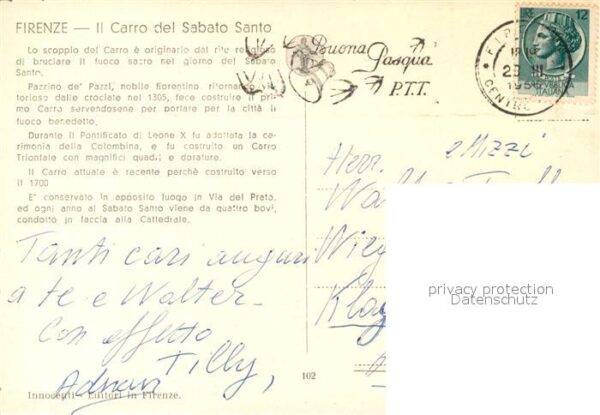 FIRENZE — Il Carro del Sabato Santo
Lo scoppio del Carro è originario dal rito religioso
di bruciare il fuoco sacro nel giorno del Sabato
Santo.
Pazzino de' Pazzi, nobile fiorentino ritornato vit-
torioso dalle crociate nel 1305, fece costruire il pri-
mo Carro servendosene per portare per la città il
fuoco benedetto.
Durante il Pontificato di Leone X fu adottata la ce-
rimonia della Colombina, e fu costruito un Carro
Triontale con magnifici quadri e dorature.
Il Carro attuale è recente perchè costruito verso
il 1700
E' conservato in apposito luogo in Via del Prato,
ed ogni anno al Sabato Santo viene da quattro bovi,
condotto in faccia alla Cattedrale.
Buona
Pasqua
P.T.T.
CENTRO
12
Herr
e Mizzi
Klag
privacy protection
Datenschutz
Tanti cari auguri
a te e Walter
Con affetto
Tilly,
102
Innocenti - Editori in Firenze.